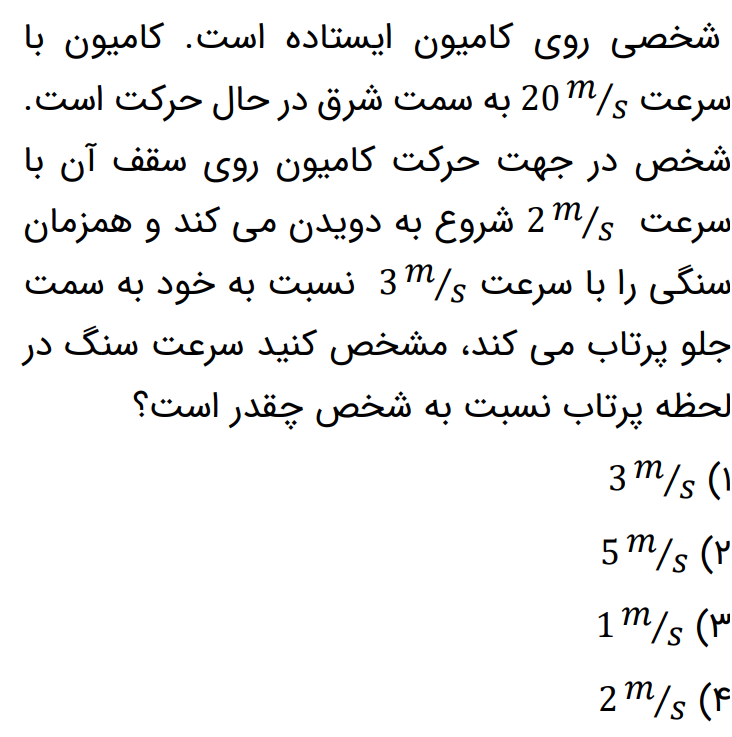 شخصی روی کامیون ایستاده است. کامیون با
سرعت 20 m/s به سمت شرق در حال حرکت است.
شخص در جهت حرکت کامیون روی سقف آن با
سرعت 2 m/s شروع به دویدن می کند و همزمان
سنگی را با سرعت 3 m/s نسبت به خود به سمت
جلو پرتاب می کند، مشخص کنید سرعت سنگ در
لحظه پرتاب نسبت به شخص چقدر است؟
۱) 3 m/s
۲) 5 m/s
۳) 1 m/s
۴) 2 m/s